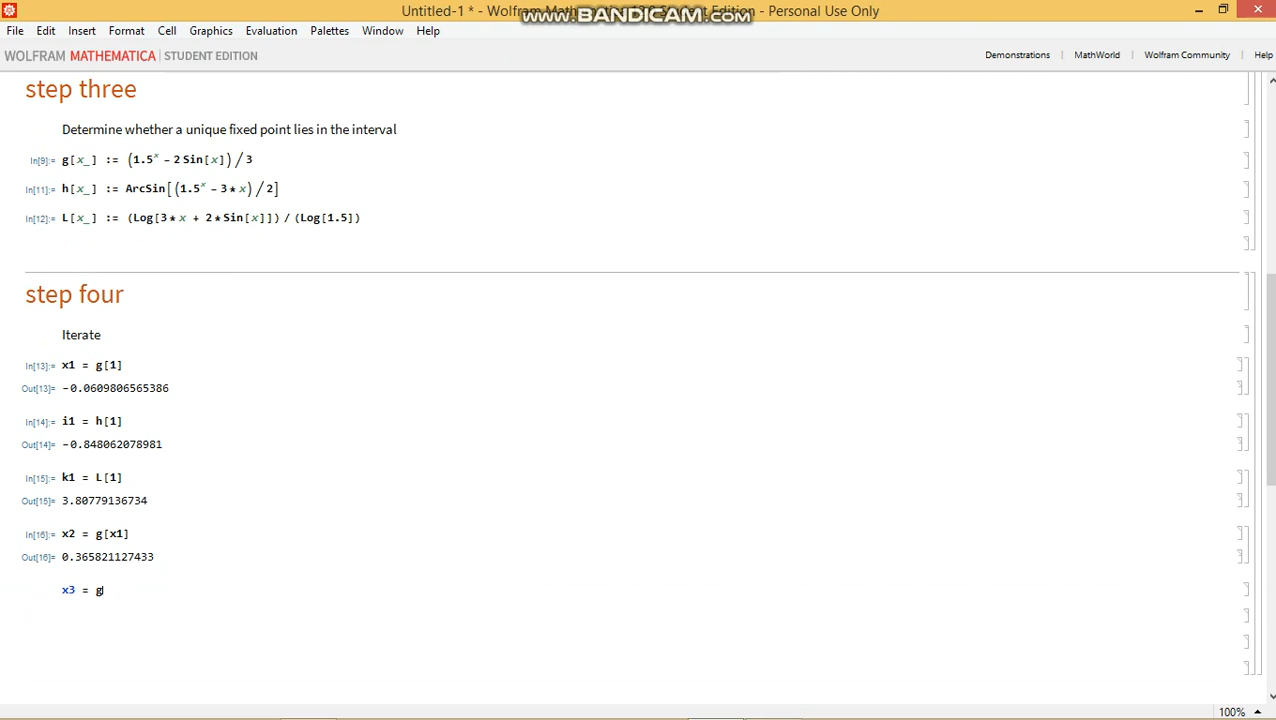 Untitled-1 * - Wolfram Ma
www.BANDICAM.com
Edition - Personal Use Only
File Edit Insert Format Cell Graphics Evaluation Palettes Window Help
WOLFRAM MATHEMATICA STUDENT EDITION
Demonstrations MathWorld Wolfram Community Help
step three
Determine whether a unique fixed point lies in the interval
In[9]:= g[x_] := (1.5^x - 2 Sin[x]) / 3
In[11]:= h[x_] := ArcSin[(1.5^x - 3 * x) / 2]
In[12]:= L[x_] := (Log[3 * x + 2 * Sin[x]]) / (Log[1.5])
step four
Iterate
In[13]:= x1 = g[1]
Out[13]= -0.0609806565386
In[14]:= i1 = h[1]
Out[14]= -0.848062078981
In[15]:= k1 = L[1]
Out[15]= 3.80779136734
In[16]:= x2 = g[x1]
Out[16]= 0.365821127433
x3 = g
100%